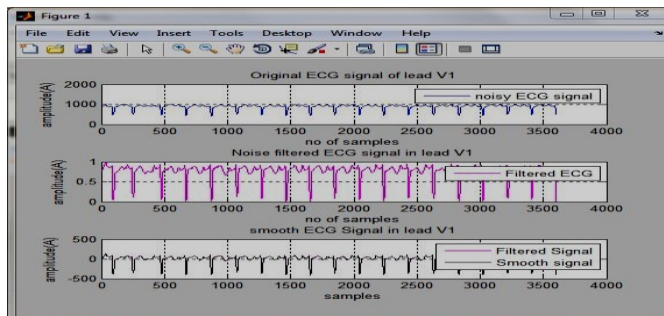 Figure 1
File Edit View Insert Tools Desktop Window Help
Original ECG signal of lead V1
2000
1000
0
amplitude(A)
noisy ECG signal
0 500 1000 1500 2000 2500 3000 3500 4000
no of samples
Noise filtered ECG signal in lead V1
1
0.5
0
amplitude(A)
Filtered ECG
0 500 1000 1500 2000 2500 3000 3500 4000
no of samples
smooth ECG Signal in lead V1
500
0
-500
amplitude(A)
Filtered Signal
Smooth signal
0 500 1000 1500 2000 2500 3000 3500 4000
samples